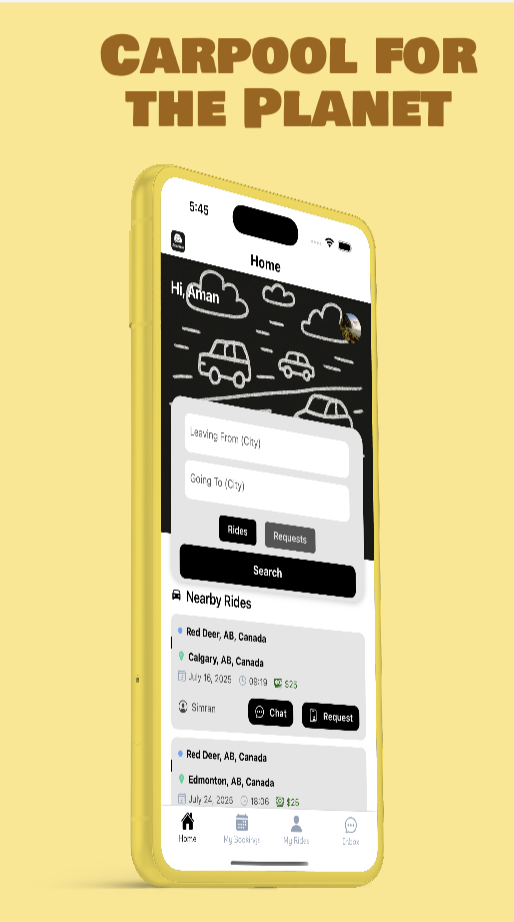 Carpool for
the Planet
5:45
Home
Hi, Aman
Leaving From (City)
Going To (City)
Rides Requests
Search
Nearby Rides
Red Deer, AB, Canada
Calgary, AB, Canada
July 16, 2025 08:19 $25
Simran Chat Request
Red Deer, AB, Canada
Edmonton, AB, Canada
July 24, 2025 18:06 $25
Home My Bookings My Rides Inbox